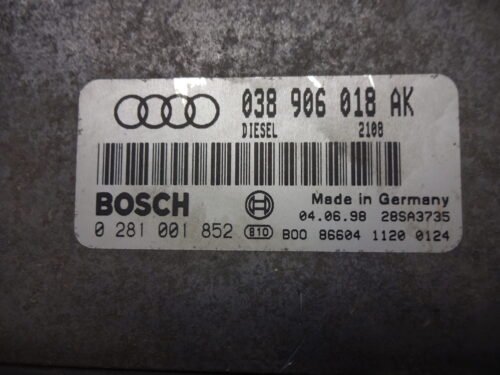 038 906 018 AK
DIESEL 2108
BOSCH
Made in Germany
04.06.98 28SA3735
0 281 001 852 810 B00 86604 1120 0124